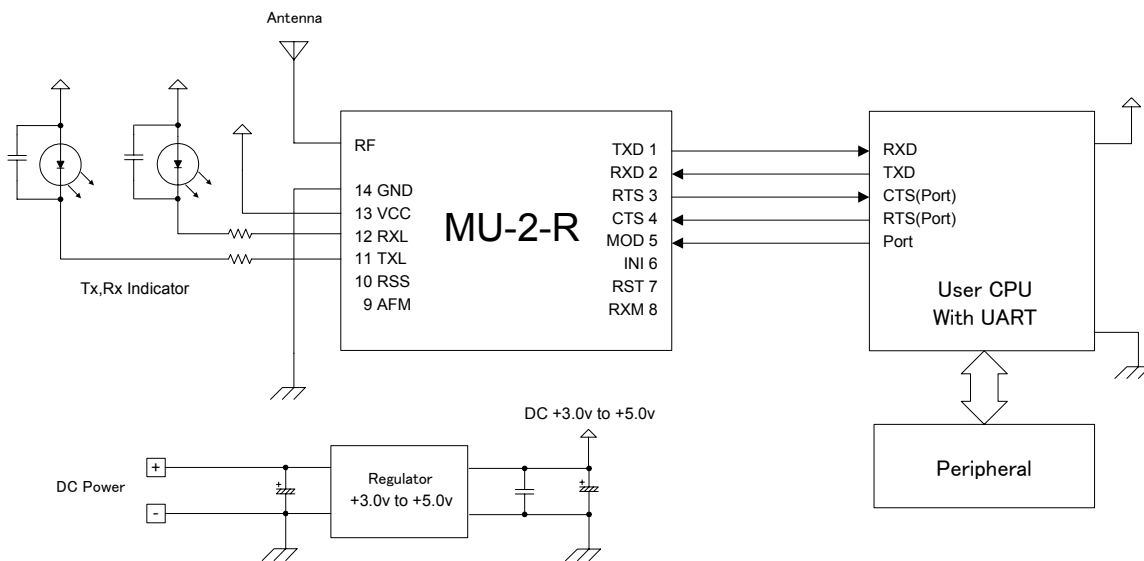 Antenna
RF
14 GND
13 VCC
12 RXL
11 TXL
10 RSS
9 AFM
MU-2-R
TXD 1
RXD 2
RTS 3
CTS 4
MOD 5
INI 6
RST 7
RXM 8
RXD
TXD
CTS(Port)
RTS(Port)
Port
User CPU
With UART
Tx,Rx Indicator
Peripheral
DC +3.0v to +5.0v
DC Power
+
-
+
Regulator
+3.0v to +5.0v
+